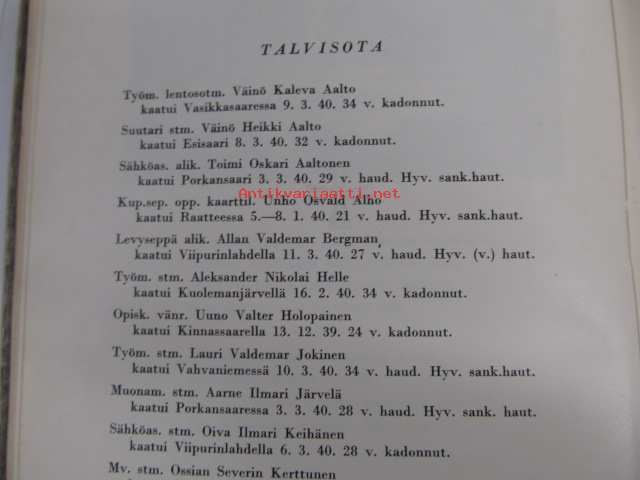 TALVISOTA
Työm. lentosotm. Väinö Kaleva Aalto
kaatui Vasikkasaaressa 9. 3. 40. 34 v. kadonnut.
Suutari stm. Väinö Heikki Aalto
kaatui Esisaari 8. 3. 40. 32 v. kadonnut.
Sähköas. alik. Toimi Oskari Aaltonen
kaatui Porkansaari 3. 3. 40. 29 v. haud. Hyv. sank.haut.
Antikvariaatti.net
Kup.sep. opp. kaarttil. Unho Osvald Alho
kaatui Raatteessa 5.—8. 1. 40. 21 v. haud. Hyv. sank.haut.
Levyseppä alik. Allan Valdemar Bergman,
kaatui Viipurinlahdella 11. 3. 40. 27 v. haud. Hyv. (v.) haut.
Työm. stm. Aleksander Nikolai Helle
kaatui Kuolemanjärvellä 16. 2. 40. 34 v. kadonnut.
Opisk. vänr. Uuno Valter Holopainen
kaatui Kinnassaarella 13. 12. 39. 24 v. kadonnut.
Työm. stm. Lauri Valdemar Jokinen
kaatui Vahvaniemessä 10. 3. 40. 34 v. haud. Hyv. sank.haut.
Muonam. stm. Aarne Ilmari Järvelä
kaatui Porkansaaressa 3. 3. 40. 28 v. haud. Hyv. sank. haut.
Sähköas. stm. Oiva Ilmari Keihänen
kaatui Viipurinlahdella 6. 3. 40. 28 v. kadonnut.
Mv. stm. Ossian Severin Kerttunen